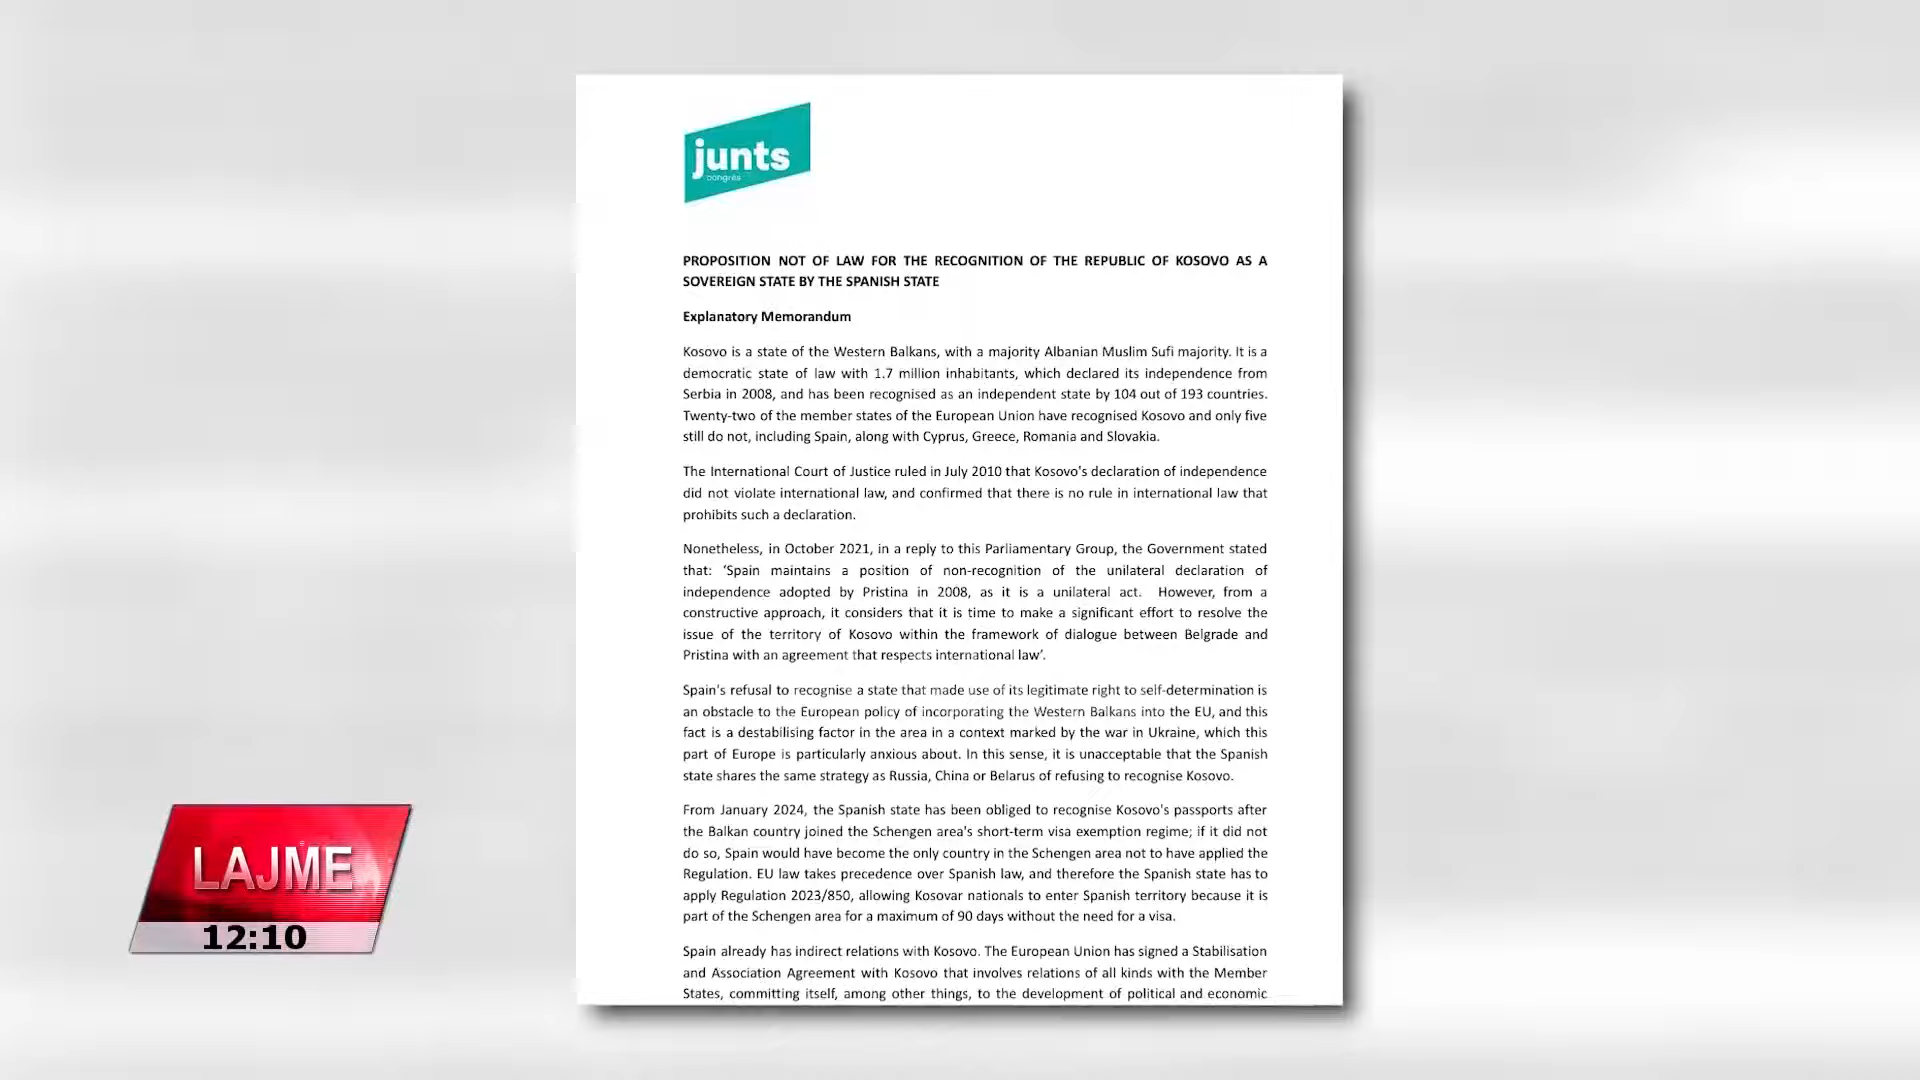 junts
congrés
PROPOSITION NOT OF LAW FOR THE RECOGNITION OF THE REPUBLIC OF KOSOVO AS A
SOVEREIGN STATE BY THE SPANISH STATE
Explanatory Memorandum
Kosovo is a state of the Western Balkans, with a majority Albanian Muslim Sufi majority. It is a
democratic state of law with 1.7 million inhabitants, which declared its independence from
Serbia in 2008, and has been recognised as an independent state by 104 out of 193 countries.
Twenty-two of the member states of the European Union have recognised Kosovo and only five
still do not, including Spain, along with Cyprus, Greece, Romania and Slovakia.
The International Court of Justice ruled in July 2010 that Kosovo's declaration of independence
did not violate international law, and confirmed that there is no rule in international law that
prohibits such a declaration.
Nonetheless, in October 2021, in a reply to this Parliamentary Group, the Government stated
that: ‘Spain maintains a position of non-recognition of the unilateral declaration of
independence adopted by Pristina in 2008, as it is a unilateral act. However, from a
constructive approach, it considers that it is time to make a significant effort to resolve the
issue of the territory of Kosovo within the framework of dialogue between Belgrade and
Pristina with an agreement that respects international law’.
Spain's refusal to recognise a state that made use of its legitimate right to self-determination is
an obstacle to the European policy of incorporating the Western Balkans into the EU, and this
fact is a destabilising factor in the area in a context marked by the war in Ukraine, which this
part of Europe is particularly anxious about. In this sense, it is unacceptable that the Spanish
state shares the same strategy as Russia, China or Belarus of refusing to recognise Kosovo.
From January 2024, the Spanish state has been obliged to recognise Kosovo's passports after
the Balkan country joined the Schengen area's short-term visa exemption regime; if it did not
do so, Spain would have become the only country in the Schengen area not to have applied the
Regulation. EU law takes precedence over Spanish law, and therefore the Spanish state has to
apply Regulation 2023/850, allowing Kosovar nationals to enter Spanish territory because it is
part of the Schengen area for a maximum of 90 days without the need for a visa.
Spain already has indirect relations with Kosovo. The European Union has signed a Stabilisation
and Association Agreement with Kosovo that involves relations of all kinds with the Member
States, committing itself, among other things, to the development of political and economic
LAJME
12:10